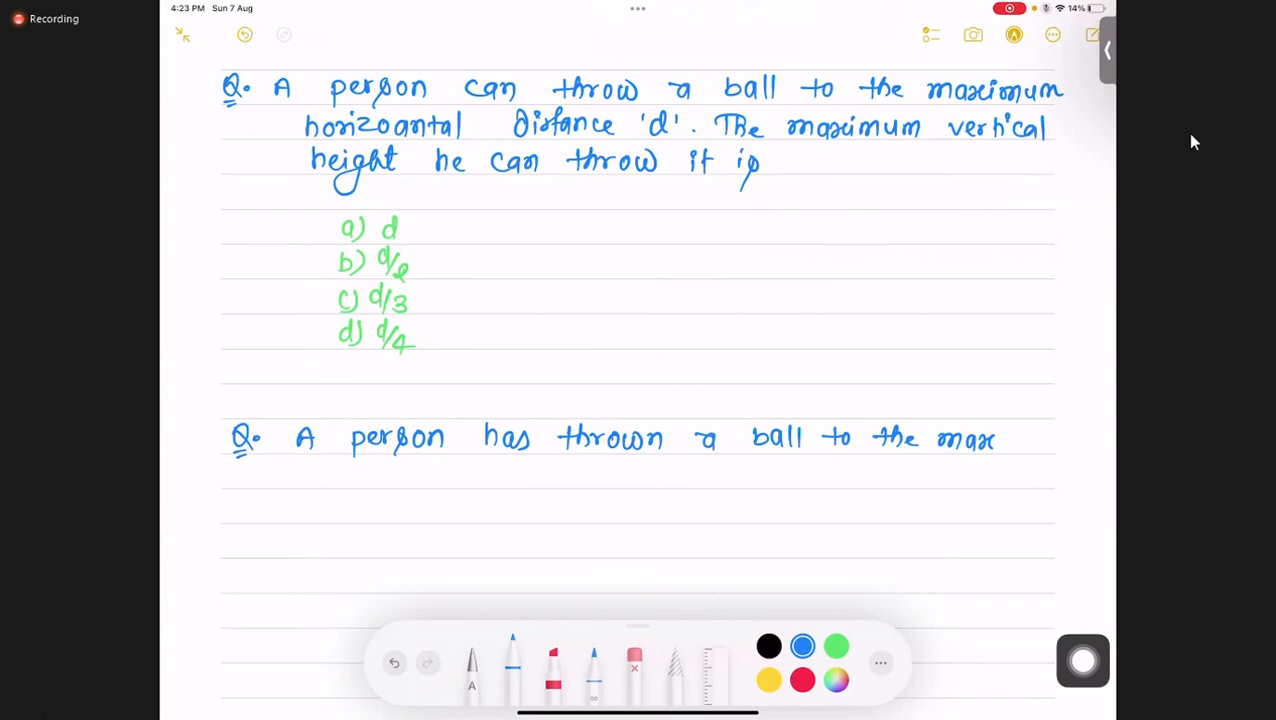 Recording
4:23 PM Sun 7 Aug
14%
Q. A person can throw a ball to the maximum
horizoantal distance 'd'. The maximum vertical
height he can throw it is
a) d
b) d/2
c) d/3
d) d/4
Q. A person has thrown a ball to the max
A